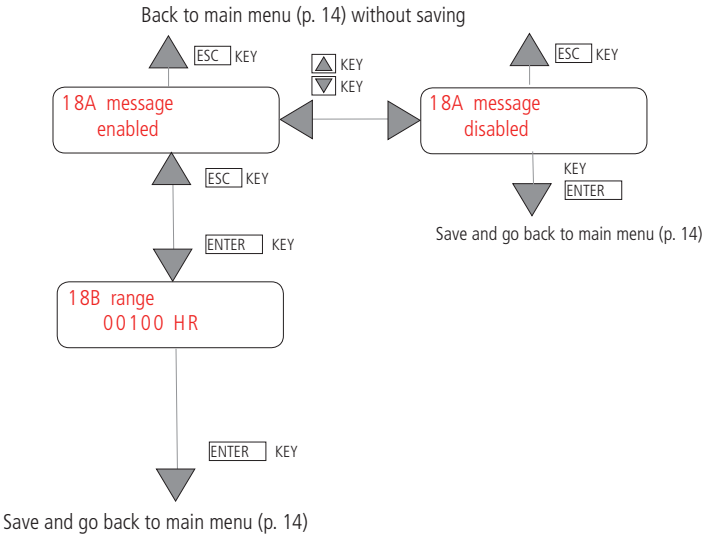 Back to main menu (p. 14) without saving
ESC KEY
ESC KEY
KEY
KEY
18A message
enabled
18A message
disabled
ESC KEY
KEY
ENTER
Save and go back to main menu (p. 14)
ENTER KEY
18B range
00100 HR
ENTER KEY
Save and go back to main menu (p. 14)